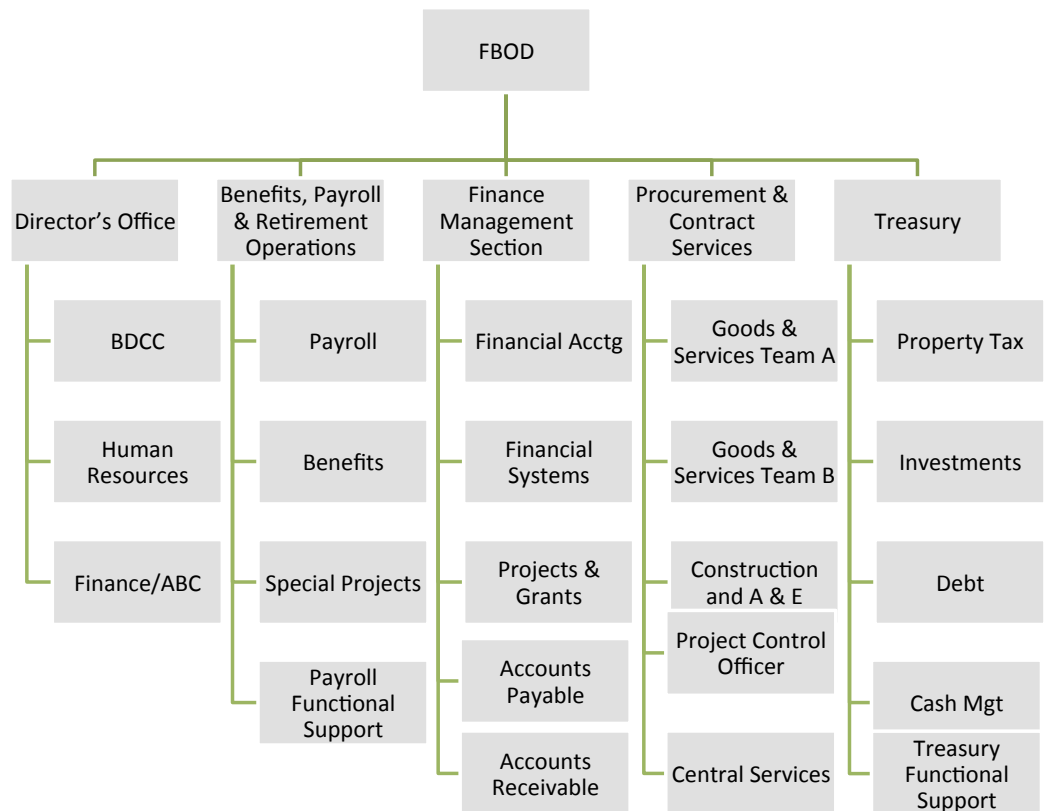 FBOD
Director’s Office
Benefits, Payroll
& Retirement
Operations
Finance
Management
Section
Procurement &
Contract
Services
Treasury
BDCC
Human
Resources
Finance/ABC
Payroll
Benefits
Special Projects
Payroll
Functional
Support
Financial Acctg
Financial
Systems
Projects &
Grants
Accounts
Payable
Accounts
Receivable
Goods &
Services Team A
Goods &
Services Team B
Construction
and A & E
Project Control
Officer
Central Services
Property Tax
Investments
Debt
Cash Mgt
Treasury
Functional
Support